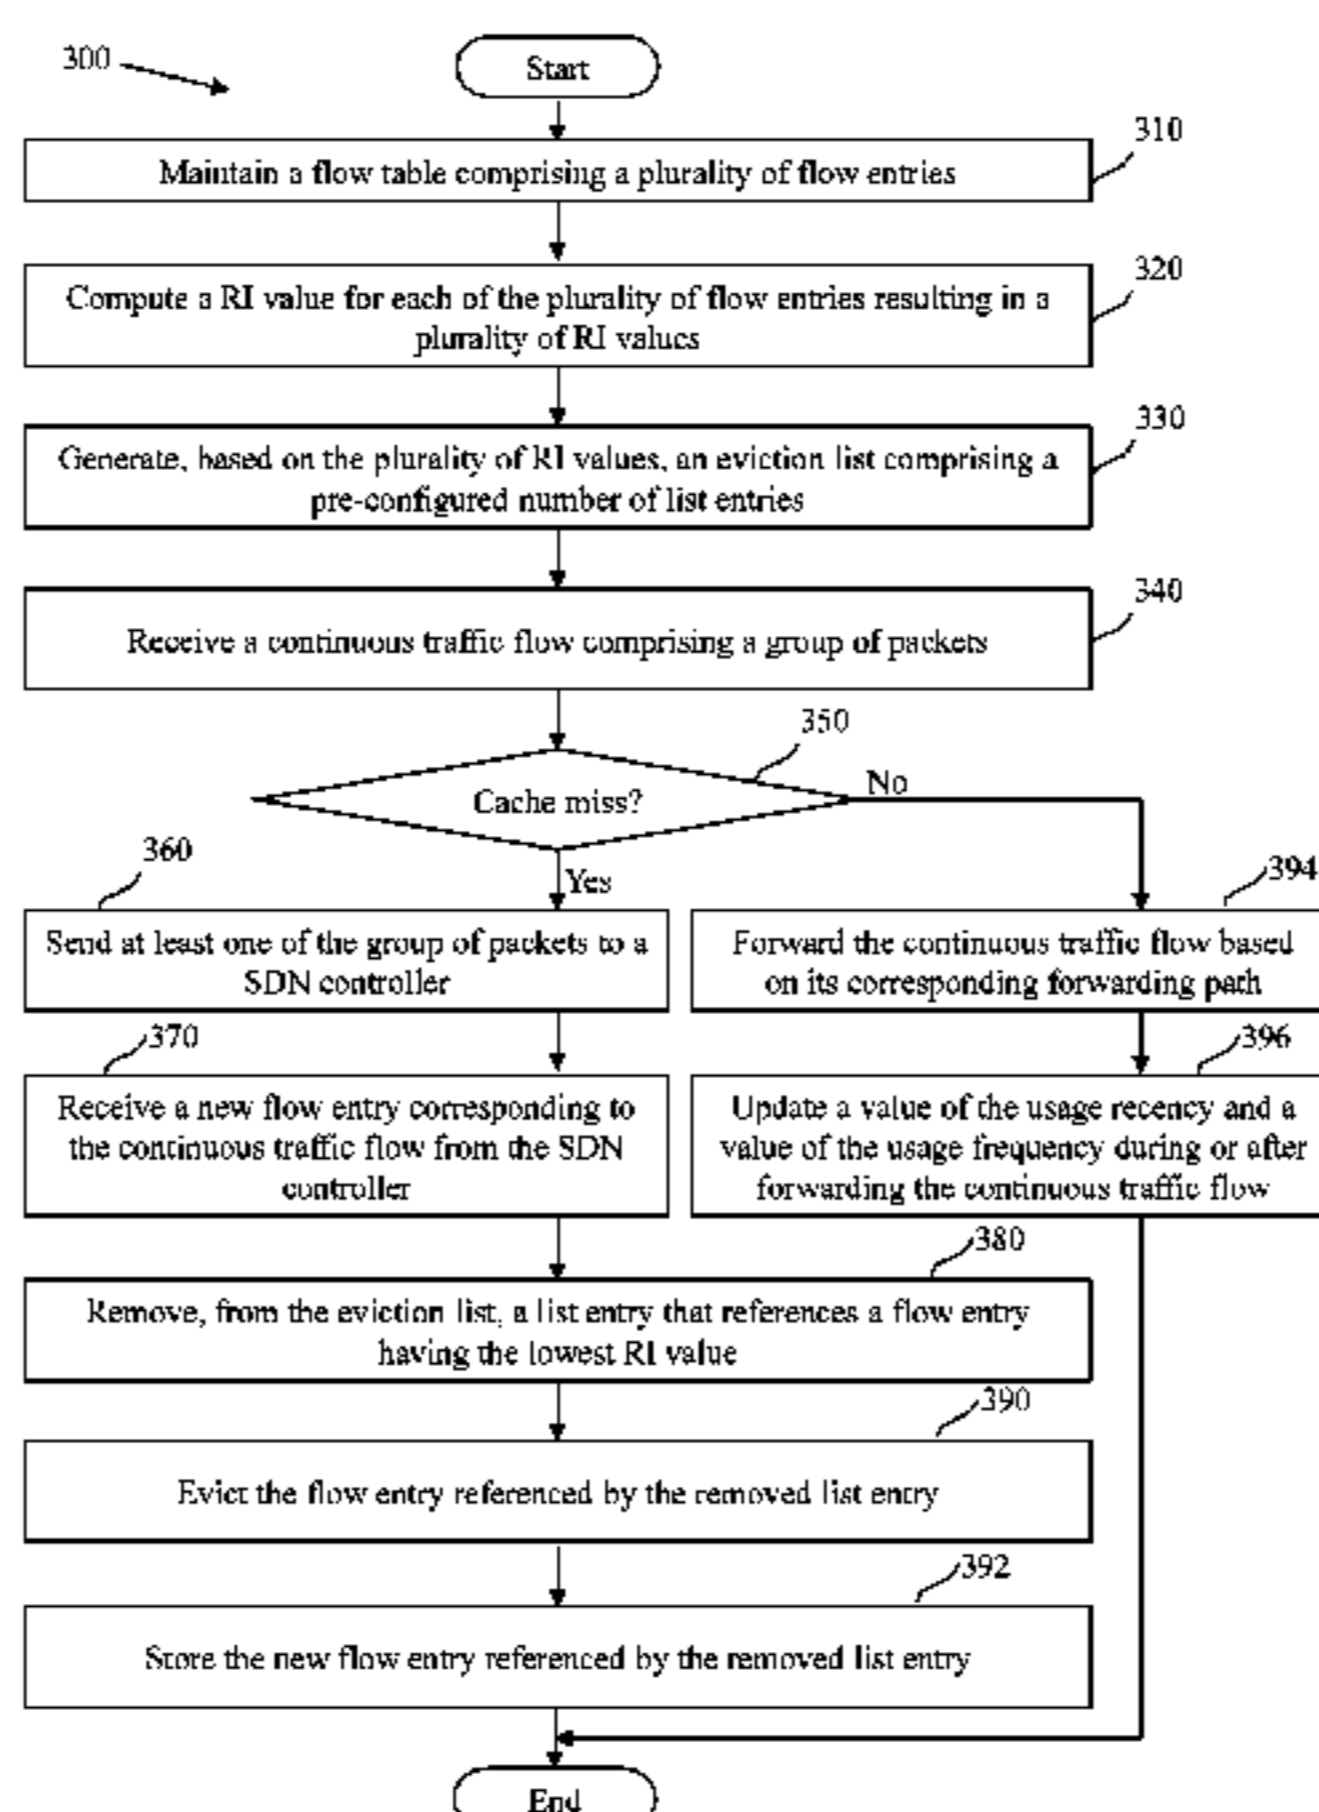 300
Start
310
Maintain a flow table comprising a plurality of flow entries
320
Compute a RI value for each of the plurality of flow entries resulting in a
plurality of RI values
330
Generate, based on the plurality of RI values, an eviction list comprising a
pre-configured number of list entries
340
Receive a continuous traffic flow comprising a group of packets
350
Cache miss?
No
Yes
360
Send at least one of the group of packets to a
SDN controller
394
Forward the continuous traffic flow based
on its corresponding forwarding path
370
Receive a new flow entry corresponding to
the continuous traffic flow from the SDN
controller
396
Update a value of the usage recency and a
value of the usage frequency during or after
forwarding the continuous traffic flow
380
Remove, from the eviction list, a list entry that references a flow entry
having the lowest RI value
390
Evict the flow entry referenced by the removed list entry
392
Store the new flow entry referenced by the removed list entry
End